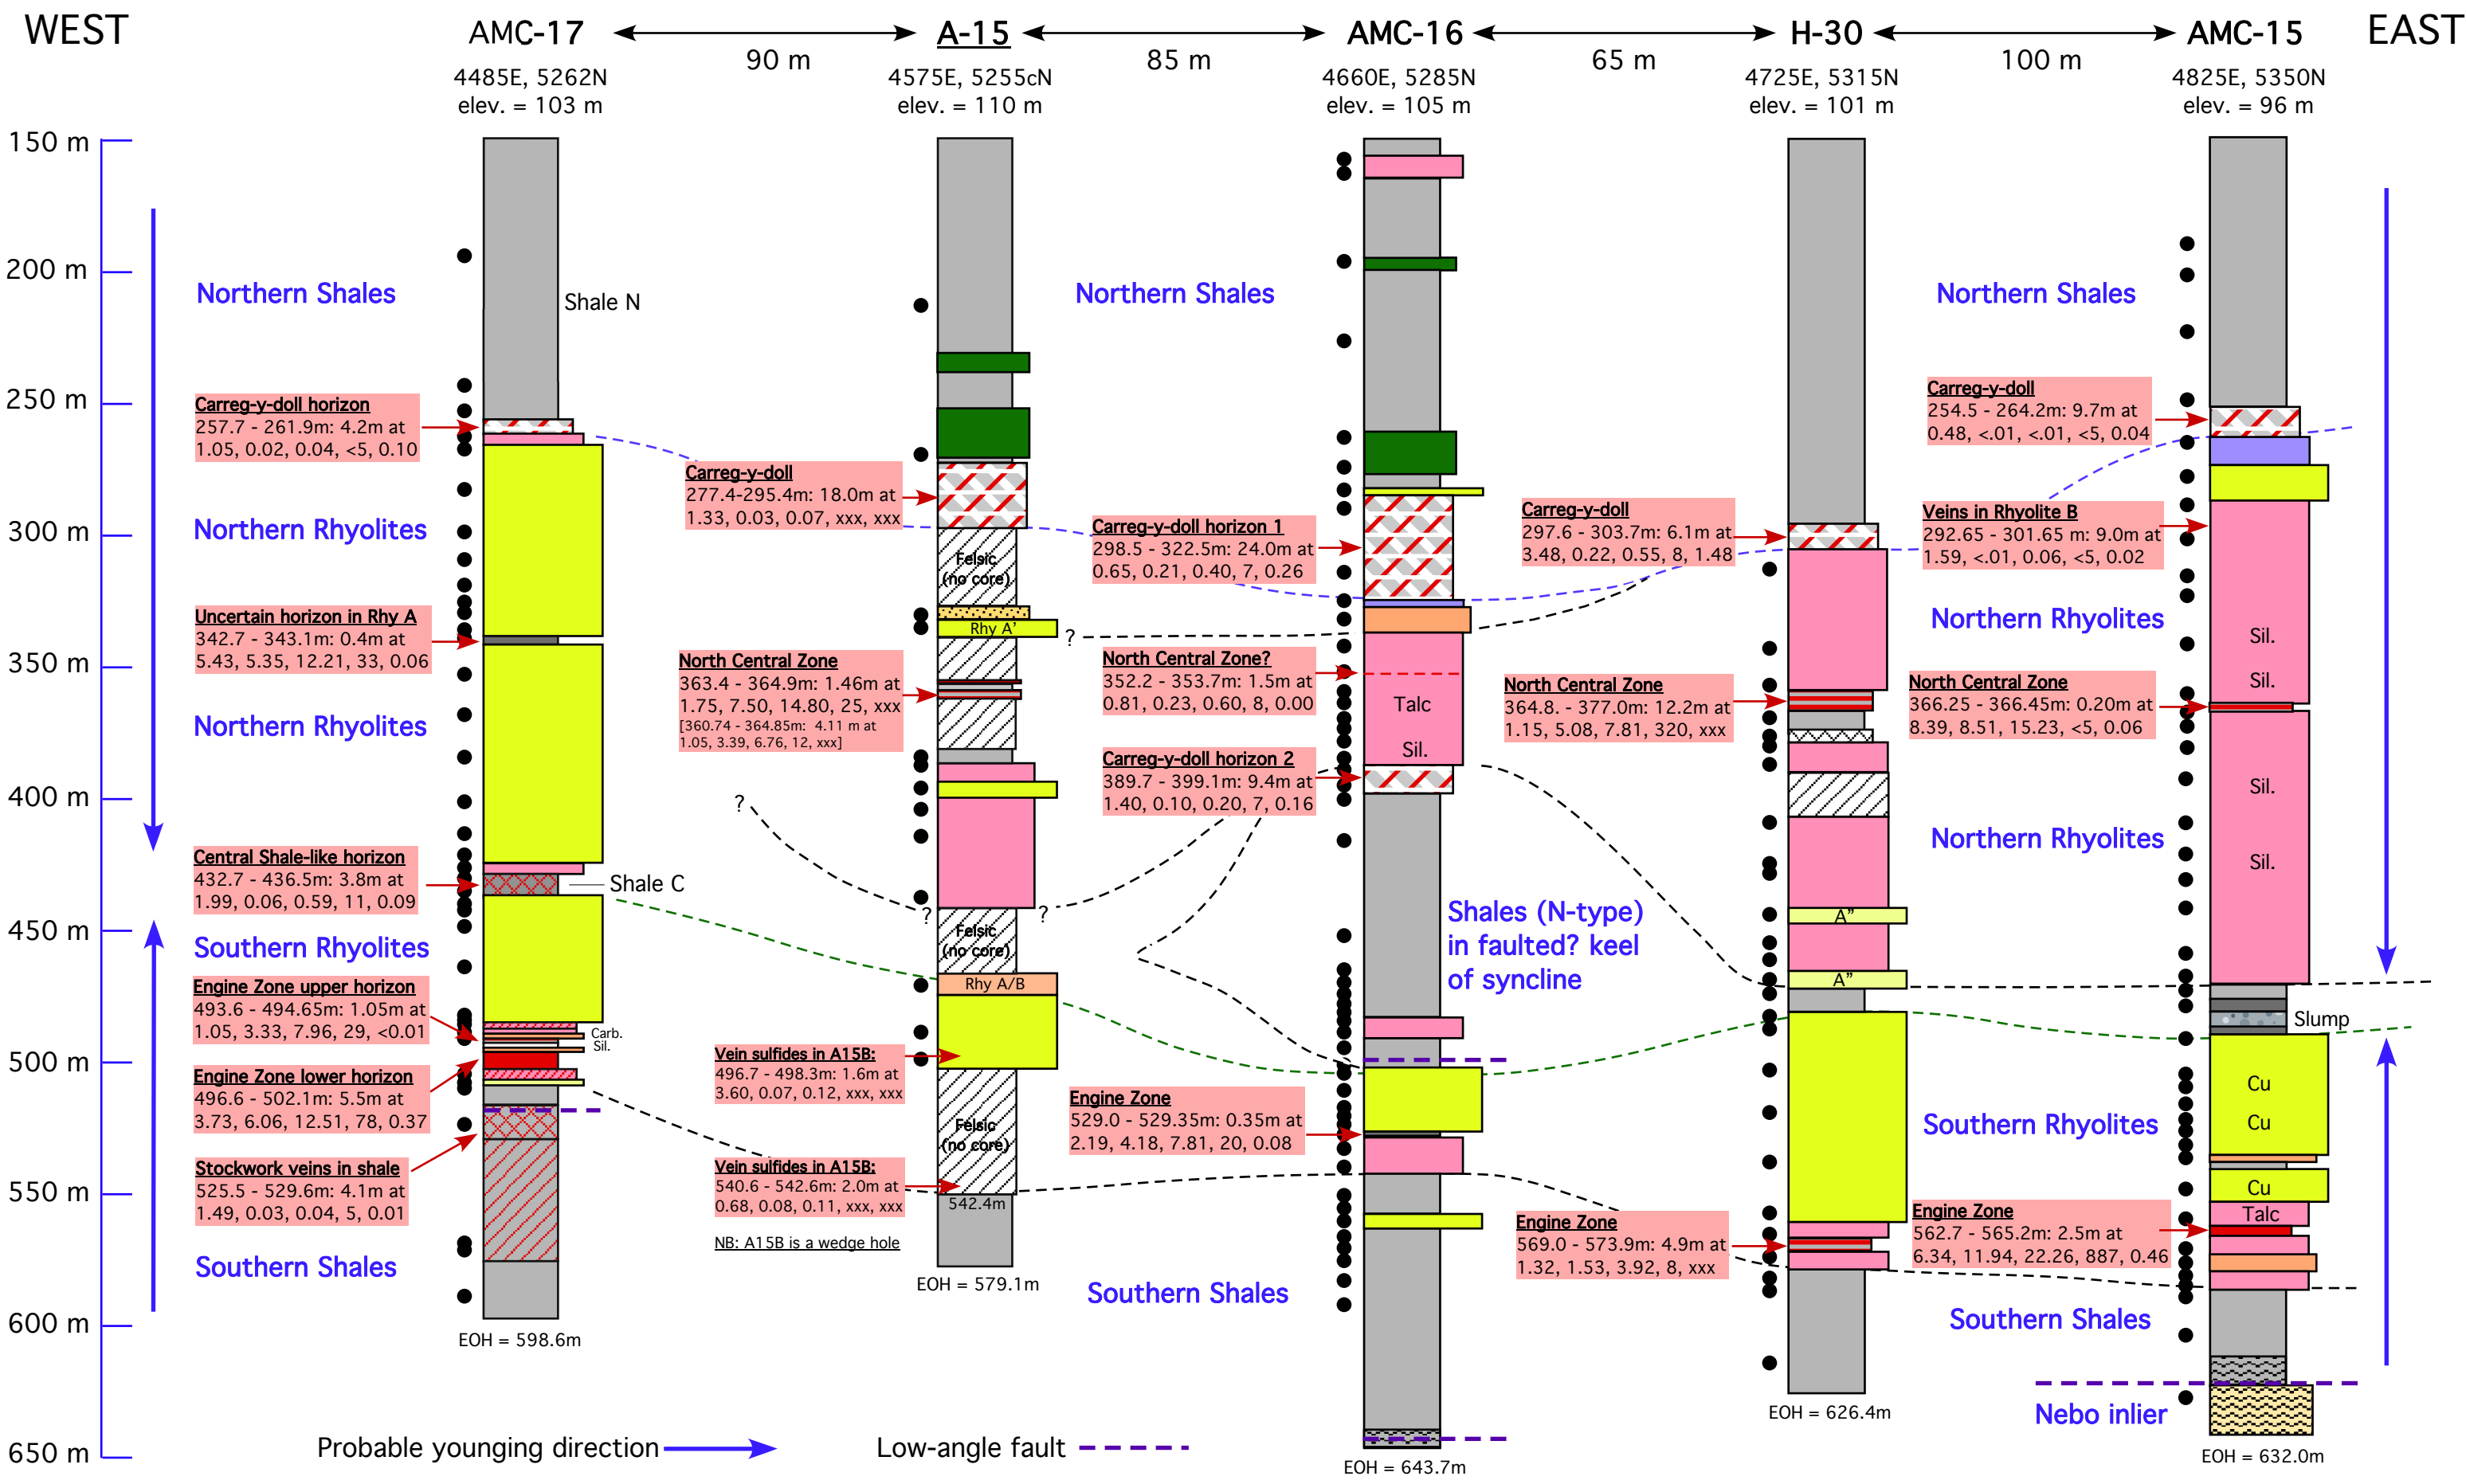 WEST
AMC-17
90 m
A-15
85 m
AMC-16
65 m
H-30
100 m
AMC-15
EAST
4485E, 5262N
elev. = 103 m
4575E, 5255cN
elev. = 110 m
4660E, 5285N
elev. = 105 m
4725E, 5315N
elev. = 101 m
4825E, 5350N
elev. = 96 m
150 m
200 m
250 m
300 m
350 m
400 m
450 m
500 m
550 m
600 m
650 m
Northern Shales
Carreg-y-doll horizon
257.7 - 261.9m: 4.2m at
1.05, 0.02, 0.04, <5, 0.10
Northern Rhyolites
Uncertain horizon in Rhy A
342.7 - 343.1m: 0.4m at
5.43, 5.35, 12.21, 33, 0.06
Northern Rhyolites
Central Shale-like horizon
432.7 - 436.5m: 3.8m at
1.99, 0.06, 0.59, 11, 0.09
Southern Rhyolites
Engine Zone upper horizon
493.6 - 494.65m: 1.05m at
1.05, 3.33, 7.96, 29, <0.01
Engine Zone lower horizon
496.6 - 502.1m: 5.5m at
3.73, 6.06, 12.51, 78, 0.37
Stockwork veins in shale
525.5 - 529.6m: 4.1m at
1.49, 0.03, 0.04, 5, 0.01
Southern Shales
Shale N
Shale C
Carb.
Sil.
EOH = 598.6m
Carreg-y-doll
277.4-295.4m: 18.0m at
1.33, 0.03, 0.07, xxx, xxx
North Central Zone
363.4 - 364.9m: 1.46m at
1.75, 7.50, 14.80, 25, xxx
[360.74 - 364.85m: 4.11 m at
1.05, 3.39, 6.76, 12, xxx]
?
?
?
?
Vein sulfides in A15B:
496.7 - 498.3m: 1.6m at
3.60, 0.07, 0.12, xxx, xxx
Vein sulfides in A15B:
540.6 - 542.6m: 2.0m at
0.68, 0.08, 0.11, xxx, xxx
NB: A15B is a wedge hole
Felsic
(no core)
Rhy A'
Felsic
(no core)
Rhy A/B
Felsic
(no core)
542.4m
EOH = 579.1m
Northern Shales
Carreg-y-doll horizon 1
298.5 - 322.5m: 24.0m at
0.65, 0.21, 0.40, 7, 0.26
North Central Zone?
352.2 - 353.7m: 1.5m at
0.81, 0.23, 0.60, 8, 0.00
Carreg-y-doll horizon 2
389.7 - 399.1m: 9.4m at
1.40, 0.10, 0.20, 7, 0.16
Engine Zone
529.0 - 529.35m: 0.35m at
2.19, 4.18, 7.81, 20, 0.08
Southern Shales
Talc
Sil.
Shales (N-type)
in faulted? keel
of syncline
EOH = 643.7m
Carreg-y-doll
297.6 - 303.7m: 6.1m at
3.48, 0.22, 0.55, 8, 1.48
North Central Zone
364.8. - 377.0m: 12.2m at
1.15, 5.08, 7.81, 320, xxx
Engine Zone
569.0 - 573.9m: 4.9m at
1.32, 1.53, 3.92, 8, xxx
A"
A"
EOH = 626.4m
Northern Shales
Carreg-y-doll
254.5 - 264.2m: 9.7m at
0.48, <.01, <.01, <5, 0.04
Veins in Rhyolite B
292.65 - 301.65 m: 9.0m at
1.59, <.01, 0.06, <5, 0.02
Northern Rhyolites
North Central Zone
366.25 - 366.45m: 0.20m at
8.39, 8.51, 15.23, <5, 0.06
Northern Rhyolites
Southern Rhyolites
Engine Zone
562.7 - 565.2m: 2.5m at
6.34, 11.94, 22.26, 887, 0.46
Southern Shales
Nebo inlier
Sil.
Sil.
Sil.
Sil.
Slump
Cu
Cu
Cu
Talc
EOH = 632.0m
Probable younging direction
Low-angle fault